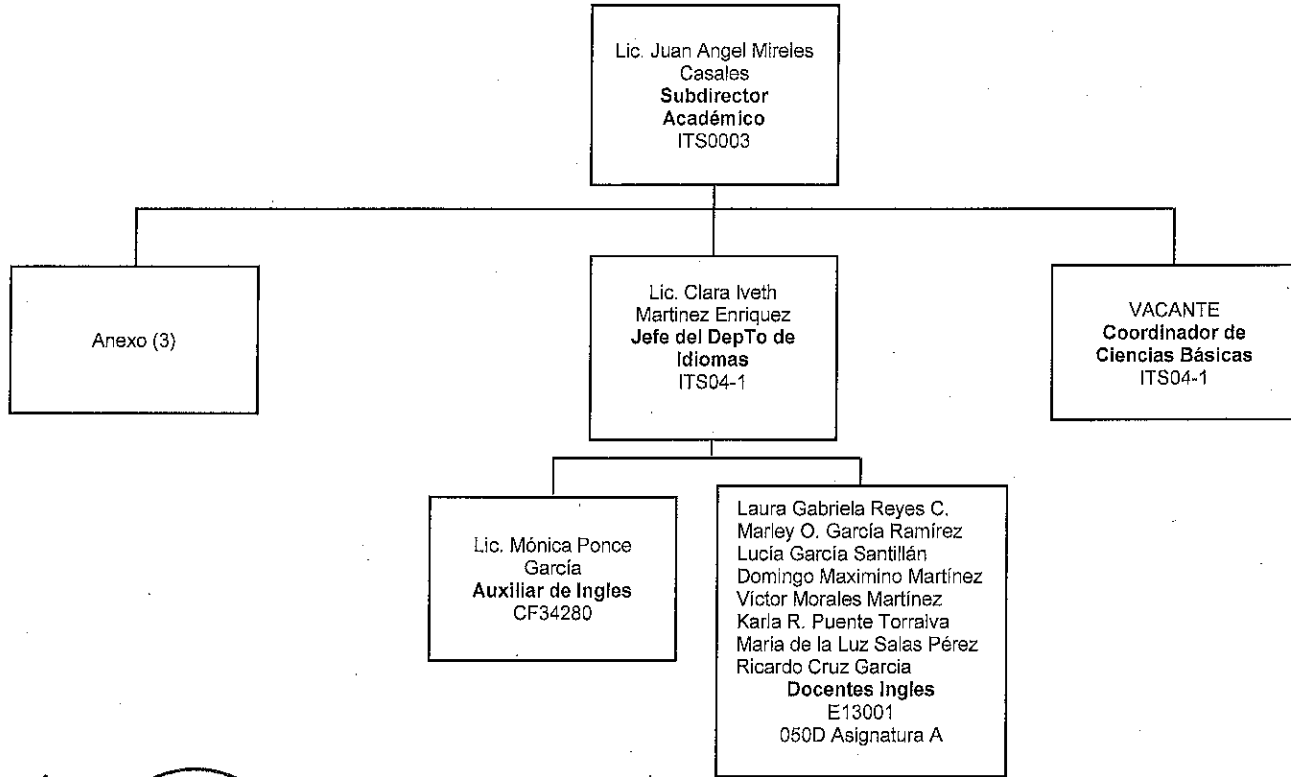 Lic. Juan Angel Mireles
Casales
Subdirector
Académico
ITS0003
Anexo (3)
Lic. Clara Iveth
Martinez Enriquez
Jefe del DepTo de
Idiomas
ITS04-1
VACANTE
Coordinador de
Ciencias Básicas
ITS04-1
Lic. Mónica Ponce
García
Auxiliar de Ingles
CF34280
Laura Gabriela Reyes C.
Marley O. García Ramírez
Lucía García Santillán
Domingo Maximino Martínez
Víctor Morales Martínez
Karla R. Puente Torralva
María de la Luz Salas Pérez
Ricardo Cruz Garcia
Docentes Ingles
E13001
050D Asignatura A